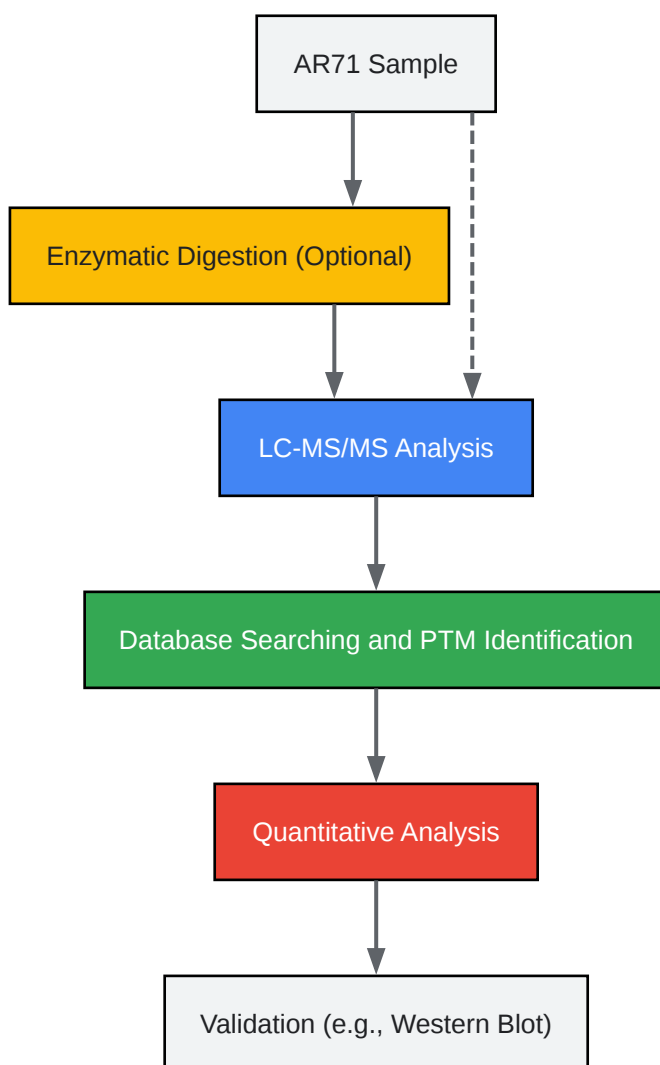 AR71 Sample
Enzymatic Digestion (Optional)
LC-MS/MS Analysis
Database Searching and PTM Identification
Quantitative Analysis
Validation (e.g., Western Blot)